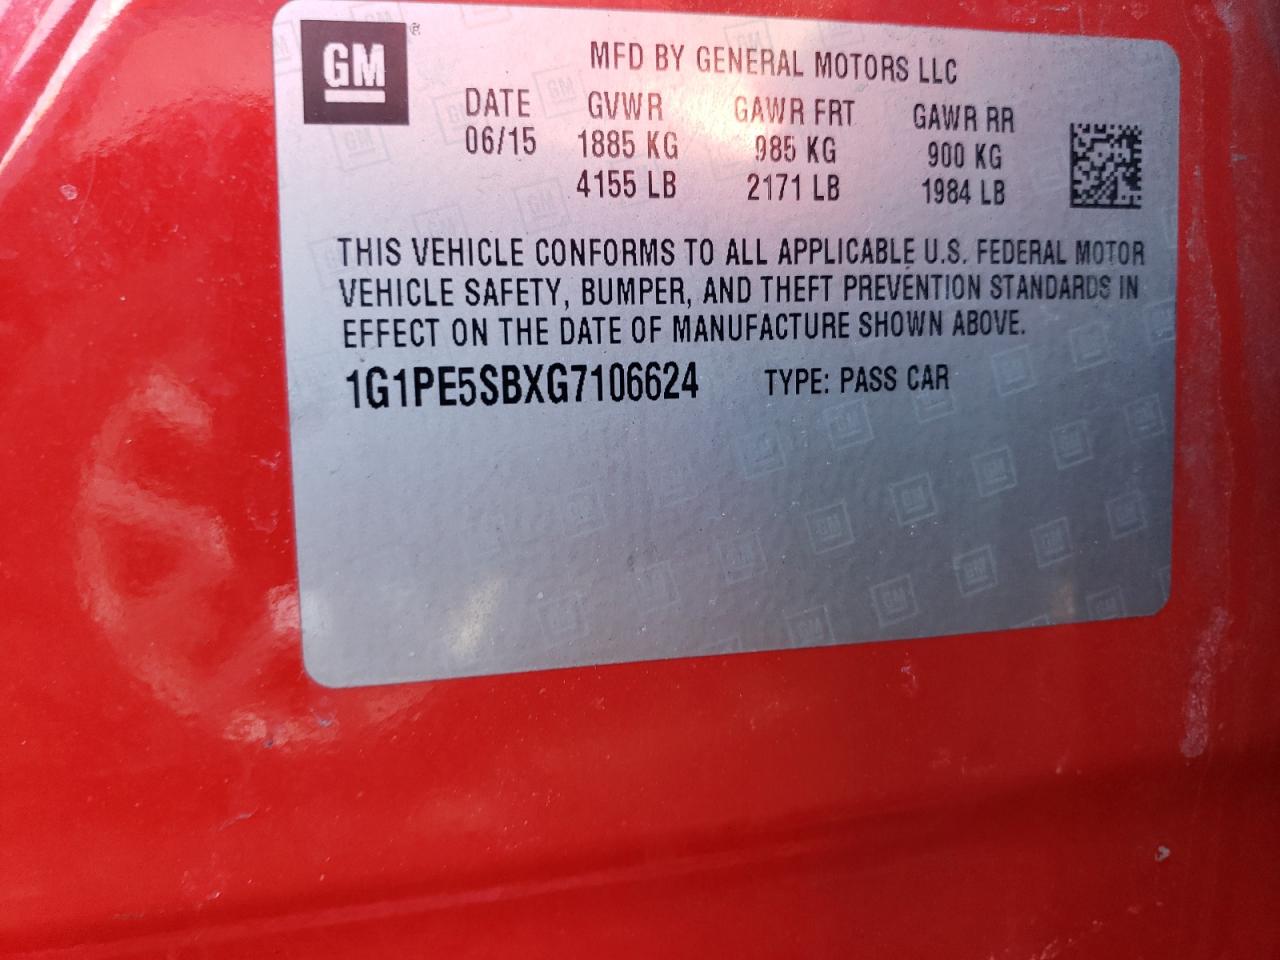 GM
MFD BY GENERAL MOTORS LLC
DATE GVWR GAWR FRT GAWR RR
06/15 1885 KG 985 KG 900 KG
4155 LB 2171 LB 1984 LB
THIS VEHICLE CONFORMS TO ALL APPLICABLE U.S. FEDERAL MOTOR
VEHICLE SAFETY, BUMPER, AND THEFT PREVENTION STANDARDS IN
EFFECT ON THE DATE OF MANUFACTURE SHOWN ABOVE.
1G1PE5SBXG7106624 TYPE: PASS CAR